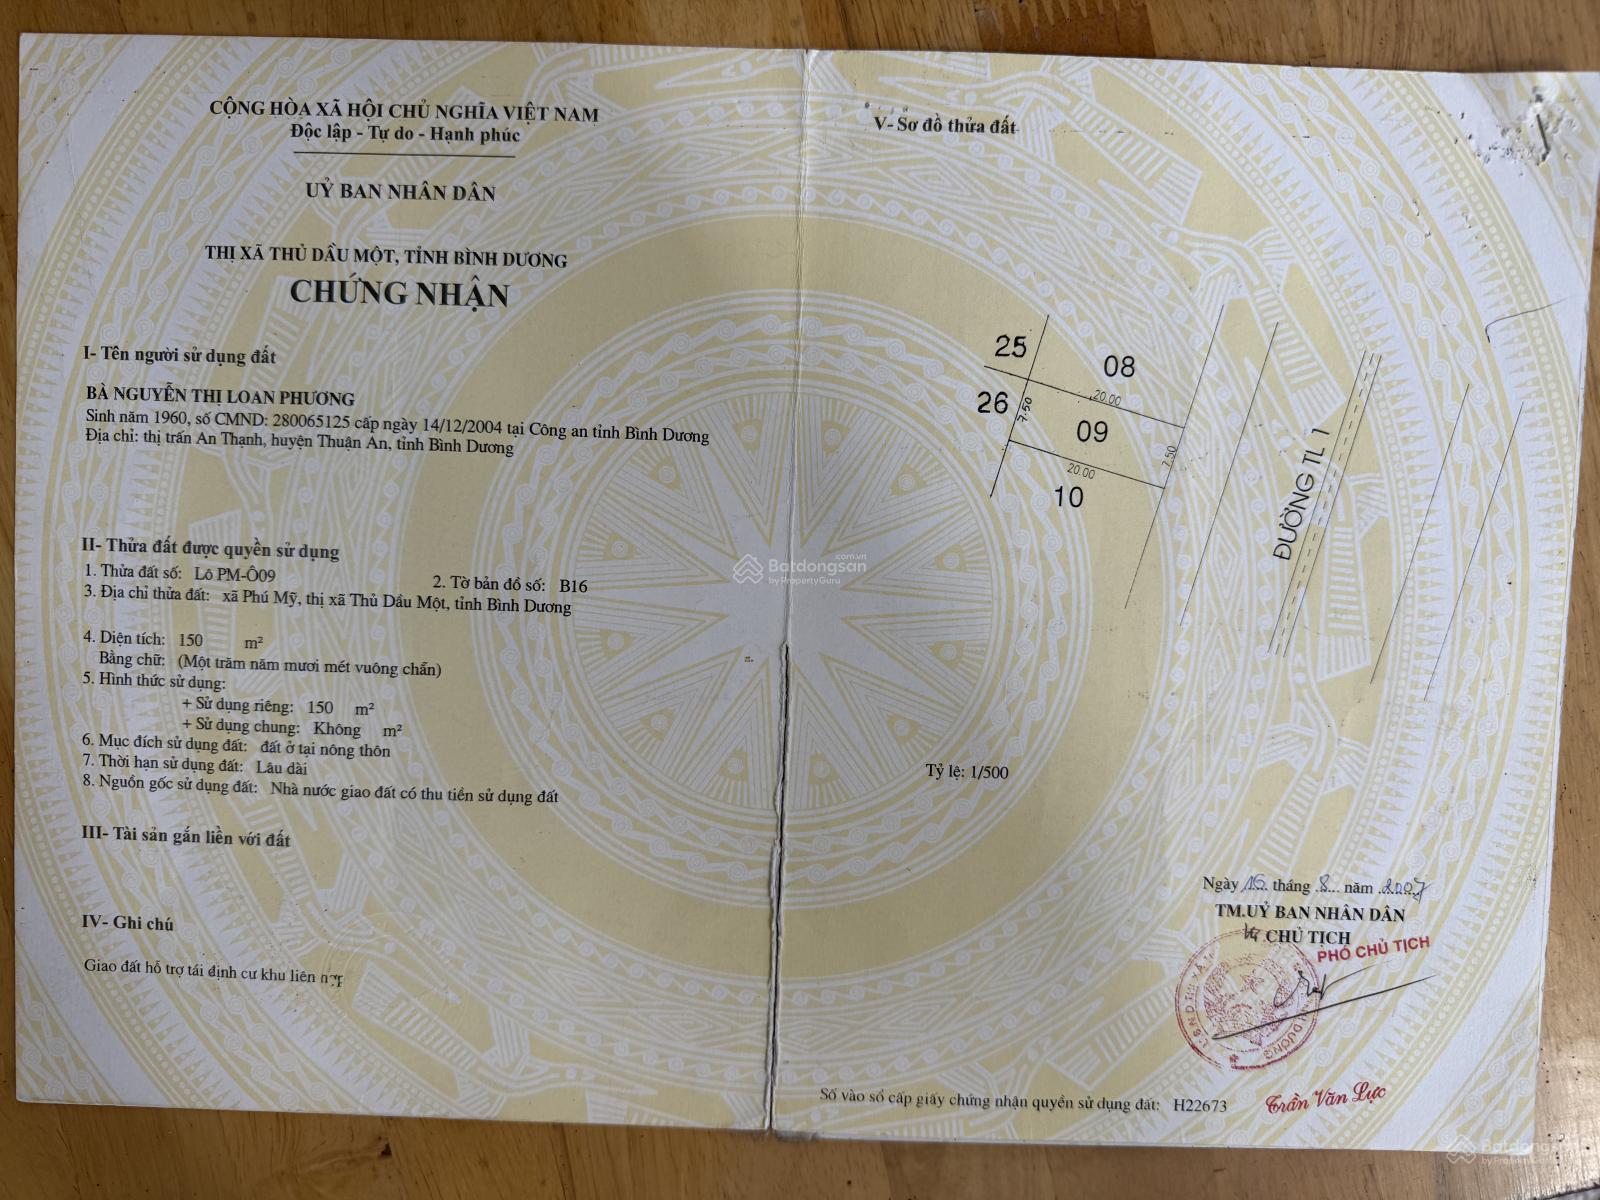 CỘNG HÒA XÃ HỘI CHỦ NGHĨA VIỆT NAM
Độc lập - Tự do - Hạnh phúc
UỶ BAN NHÂN DÂN
THỊ XÃ THỦ DẦU MỘT, TỈNH BÌNH DƯƠNG
CHỨNG NHẬN
I- Tên người sử dụng đất
BÀ NGUYỄN THỊ LOAN PHƯƠNG
Sinh năm 1960, số CMND: 280065125 cấp ngày 14/12/2004 tại Công an tỉnh Bình Dương
Địa chỉ: thị trấn An Thạnh, huyện Thuận An, tỉnh Bình Dương
II- Thửa đất được quyền sử dụng
1. Thửa đất số: Lô PM-Ô09
2. Tờ bản đồ số: B16
3. Địa chỉ thửa đất: xã Phú Mỹ, thị xã Thủ Dầu Một, tỉnh Bình Dương
4. Diện tích: 150 m²
Bằng chữ: (Một trăm năm mươi mét vuông chẵn)
5. Hình thức sử dụng:
+ Sử dụng riêng: 150 m²
+ Sử dụng chung: Không m²
6. Mục đích sử dụng đất: đất ở tại nông thôn
7. Thời hạn sử dụng đất: Lâu dài
8. Nguồn gốc sử dụng đất: Nhà nước giao đất có thu tiền sử dụng đất
III- Tài sản gắn liền với đất
IV- Ghi chú
Giao đất hỗ trợ tái định cư khu liên
V- Sơ đồ thửa đất
25
08
26
7.50
20.00
09
7.50
20.00
10
ĐƯỜNG TL 1
Tỷ lệ: 1/500
Ngày 16 tháng 8 năm 2007
TM.UỶ BAN NHÂN DÂN
KT CHỦ TỊCH
PHÓ CHỦ TỊCH
Trần Văn Lực
Số vào sổ cấp giấy chứng nhận quyền sử dụng đất: H22673
Batdongsan.com.vn
by PropertyGuru
Batdongsan
by PropertyGuru